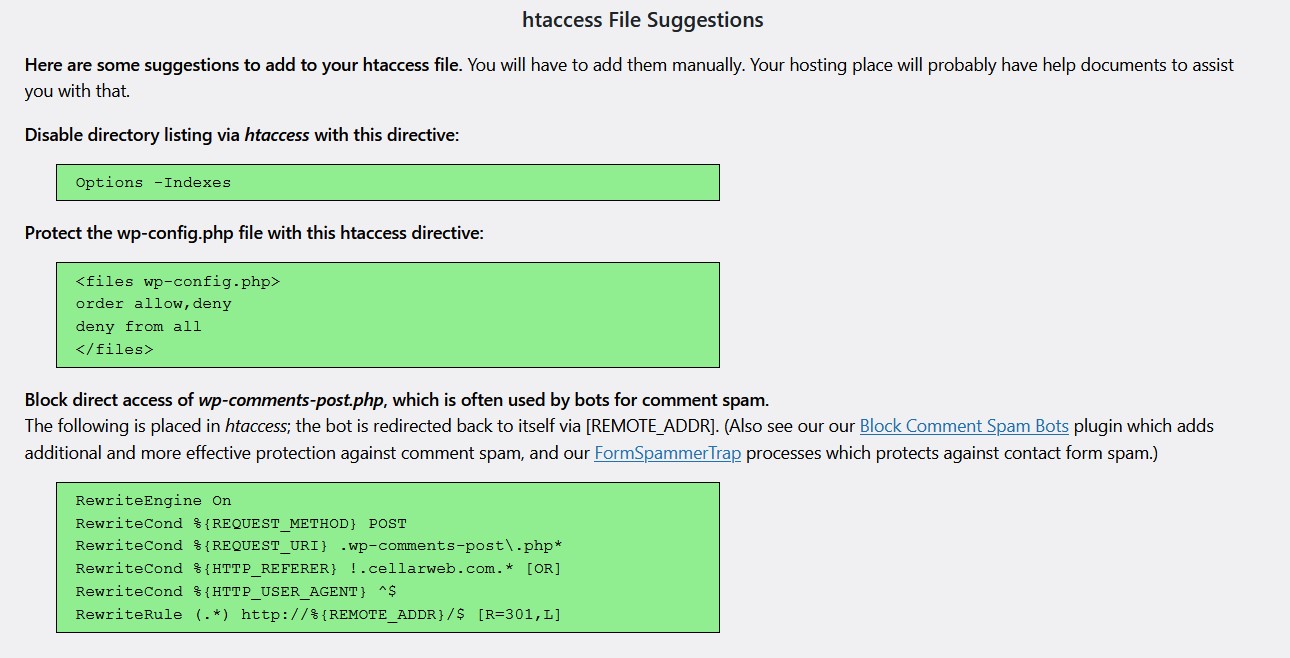 htaccess File Suggestions
Here are some suggestions to add to your htaccess file. You will have to add them manually. Your hosting place will probably have help documents to assist
you with that.
Disable directory listing via htaccess with this directive:
Options -Indexes
Protect the wp-config.php file with this htaccess directive:
<files wp-config.php>
order allow,deny
deny from all
</files>
Block direct access of wp-comments-post.php, which is often used by bots for comment spam.
The following is placed in htaccess; the bot is redirected back to itself via [REMOTE_ADDR]. (Also see our our Block Comment Spam Bots plugin which adds
additional and more effective protection against comment spam, and our FormSpammerTrap processes which protects against contact form spam.)
RewriteEngine On
RewriteCond %{REQUEST_METHOD} POST
RewriteCond %{REQUEST_URI} .wp-comments-post\.php*
RewriteCond %{HTTP_REFERER} !.cellarweb.com.* [OR]
RewriteCond %{HTTP_USER_AGENT} ^$
RewriteRule (.*) http://%{REMOTE_ADDR}/$ [R=301,L]